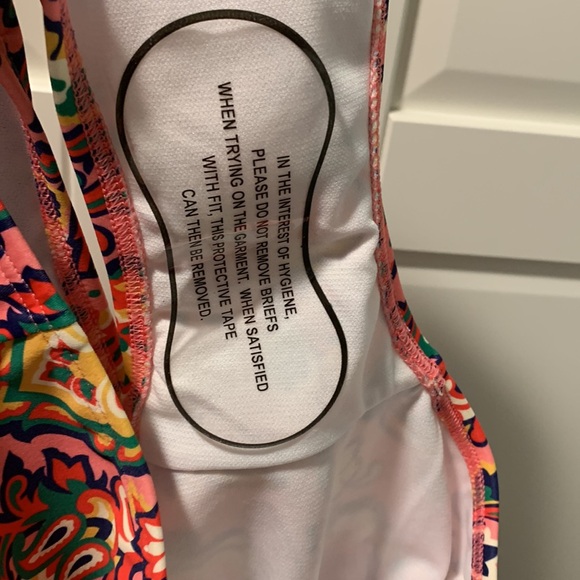 IN THE INTEREST OF HYGIENE,
PLEASE DO NOT REMOVE BRIEFS
WHEN TRYING ON THE GARMENT. WHEN SATISFIED
WITH FIT, THIS PROTECTIVE TAPE
CAN THEN BE REMOVED.